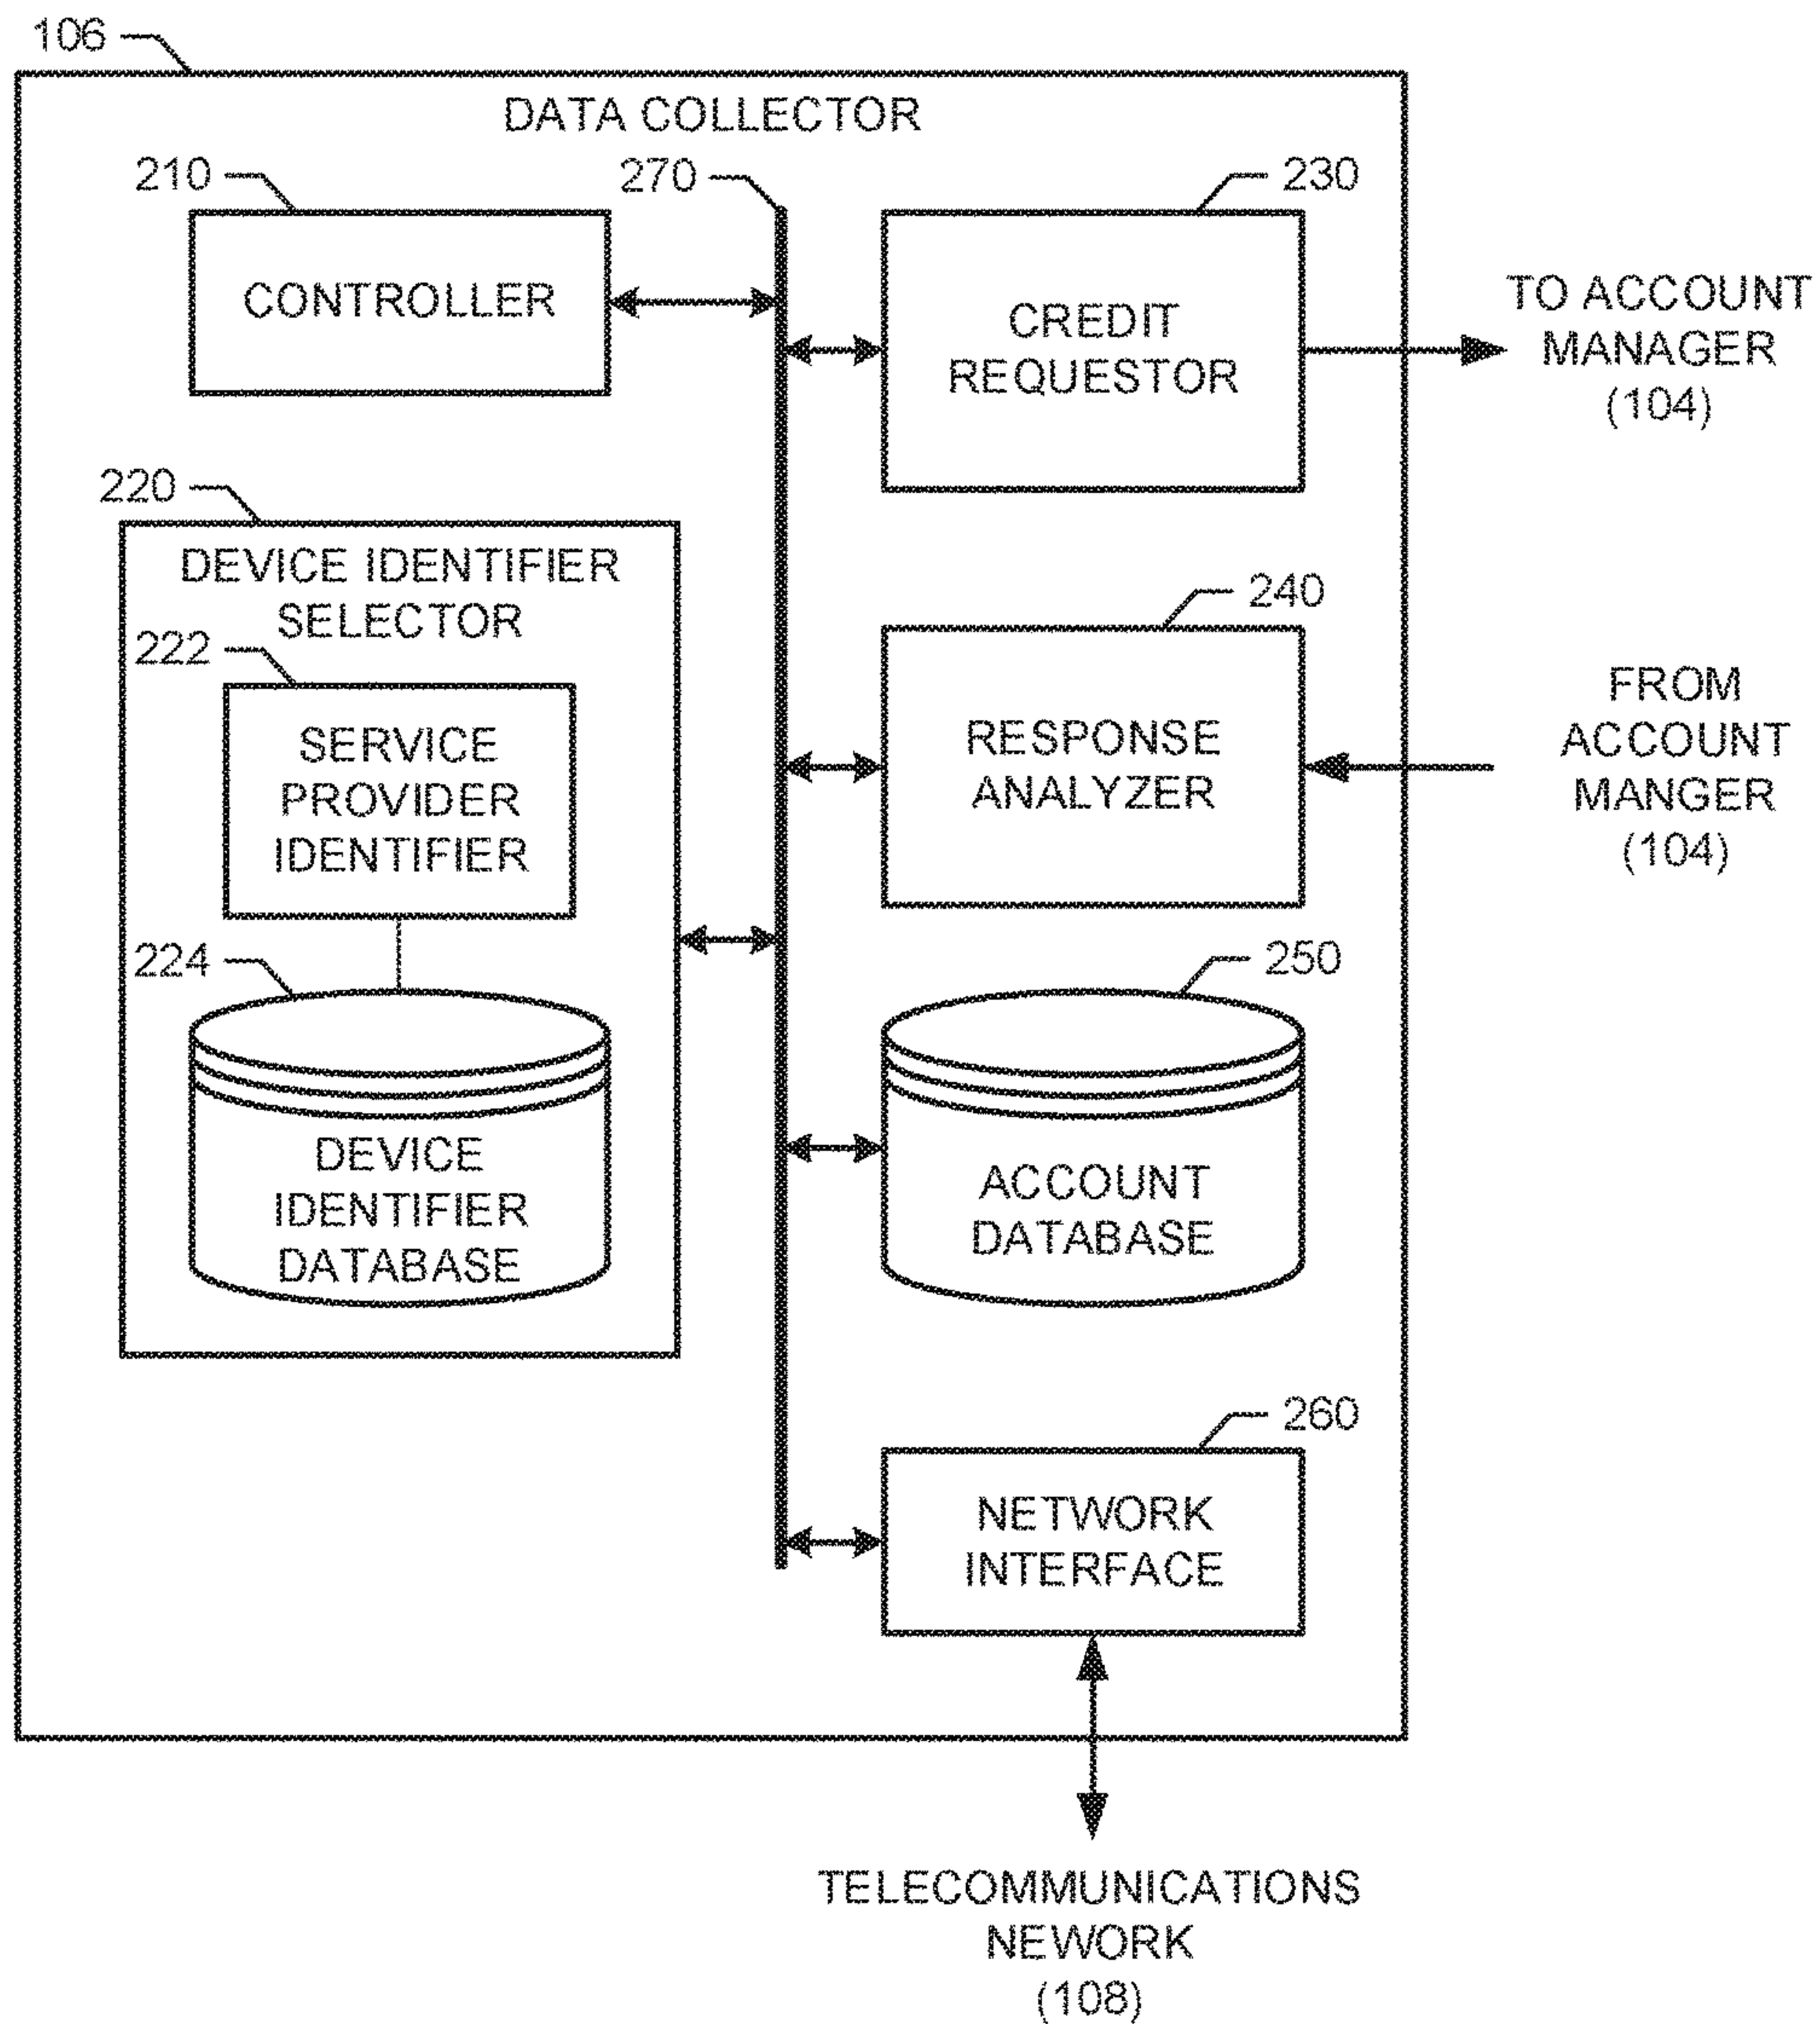 106
DATA COLLECTOR
210
270
230
CONTROLLER
CREDIT
REQUESTOR
TO ACCOUNT
MANAGER
(104)
220
DEVICE IDENTIFIER
SELECTOR
222
SERVICE
PROVIDER
IDENTIFIER
240
RESPONSE
ANALYZER
FROM
ACCOUNT
MANGER
(104)
224
DEVICE
IDENTIFIER
DATABASE
250
ACCOUNT
DATABASE
260
NETWORK
INTERFACE
TELECOMMUNICATIONS
NEWORK
(108)